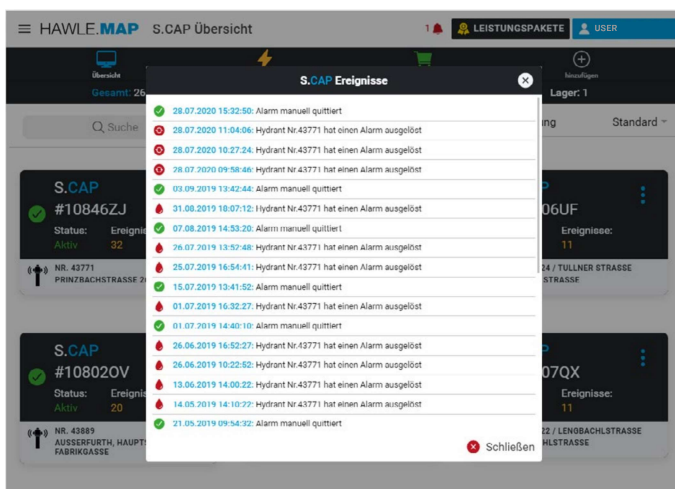 HAWLE.MAP S.CAP Übersicht 1 LEISTUNGSPAKETE USER
Übersicht hinzufügen
Gesamt: 26 Lager: 1
Suche ng Standard
S.CAP Ereignisse
28.07.2020 15:32:50: Alarm manuell quittiert
28.07.2020 11:04:06: Hydrant Nr.43771 hat einen Alarm ausgelöst
28.07.2020 10:27:24: Hydrant Nr.43771 hat einen Alarm ausgelöst
28.07.2020 09:58:46: Hydrant Nr.43771 hat einen Alarm ausgelöst
03.09.2019 13:42:44: Alarm manuell quittiert
31.08.2019 18:07:12: Hydrant Nr.43771 hat einen Alarm ausgelöst
07.08.2019 14:53:20: Alarm manuell quittiert
26.07.2019 13:52:48: Hydrant Nr.43771 hat einen Alarm ausgelöst
25.07.2019 16:54:41: Hydrant Nr.43771 hat einen Alarm ausgelöst
15.07.2019 13:41:52: Alarm manuell quittiert
01.07.2019 16:32:27: Hydrant Nr.43771 hat einen Alarm ausgelöst
01.07.2019 14:40:10: Alarm manuell quittiert
26.06.2019 16:52:27: Hydrant Nr.43771 hat einen Alarm ausgelöst
26.06.2019 10:22:52: Hydrant Nr.43771 hat einen Alarm ausgelöst
13.06.2019 14:00:22: Hydrant Nr.43771 hat einen Alarm ausgelöst
14.05.2019 14:10:22: Hydrant Nr.43771 hat einen Alarm ausgelöst
21.05.2019 09:54:32: Alarm manuell quittiert
Schließen
S.CAP
#10846ZJ
Status: Ereignis
Aktiv 32
NR. 43771
PRINZBACHSTRASSE 2
P
06UF
Ereignisse:
11
24 / TULLNER STRASSE
STRASSE
S.CAP
#10802OV
Status: Ereignis
Aktiv 20
NR. 43889
AUSSERFURTH, HAUPT
FABRIKGASSE
P
07QX
Ereignisse:
11
22 / LENGBACHLSTRASSE
HLSTRASSE